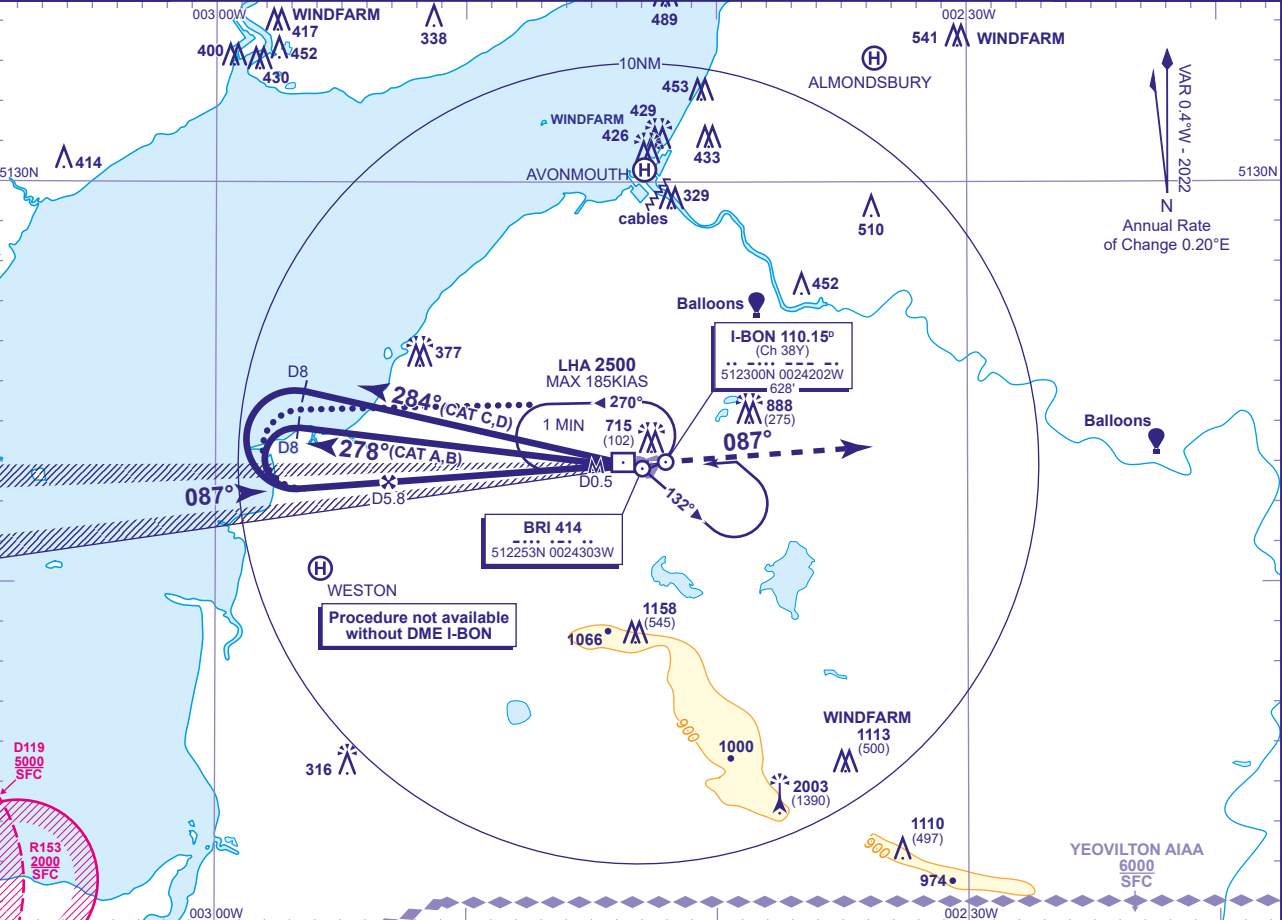 003 00W
WINDFARM
417
338
489
002 30W
541
WINDFARM
400
452
430
10NM
ALMONDSBURY
453
429
WINDFARM
426
433
VAR 0.4°W - 2022
414
5130N
AVONMOUTH
5130N
329
cables
510
N
Annual Rate
of Change 0.20°E
452
Balloons
I-BON 110.15ᴰ
(Ch 38Y)
-·· ··· --- -·
512300N 0024202W
628'
377
LHA 2500
MAX 185KIAS
D8
284° (CAT C,D)
270°
888
(275)
1 MIN
715
(102)
Balloons
D8
278° (CAT A,B)
087°
D0.5
087°
D5.8
132°
BRI 414
-··· ·-· ··
512253N 0024303W
WESTON
Procedure not available
without DME I-BON
1158
(545)
1066
WINDFARM
1113
(500)
900
1000
D119
5000
SFC
316
2003
(1390)
1110
(497)
900
R153
2000
SFC
YEOVILTON AIAA
6000
SFC
974
003 00W
002 30W